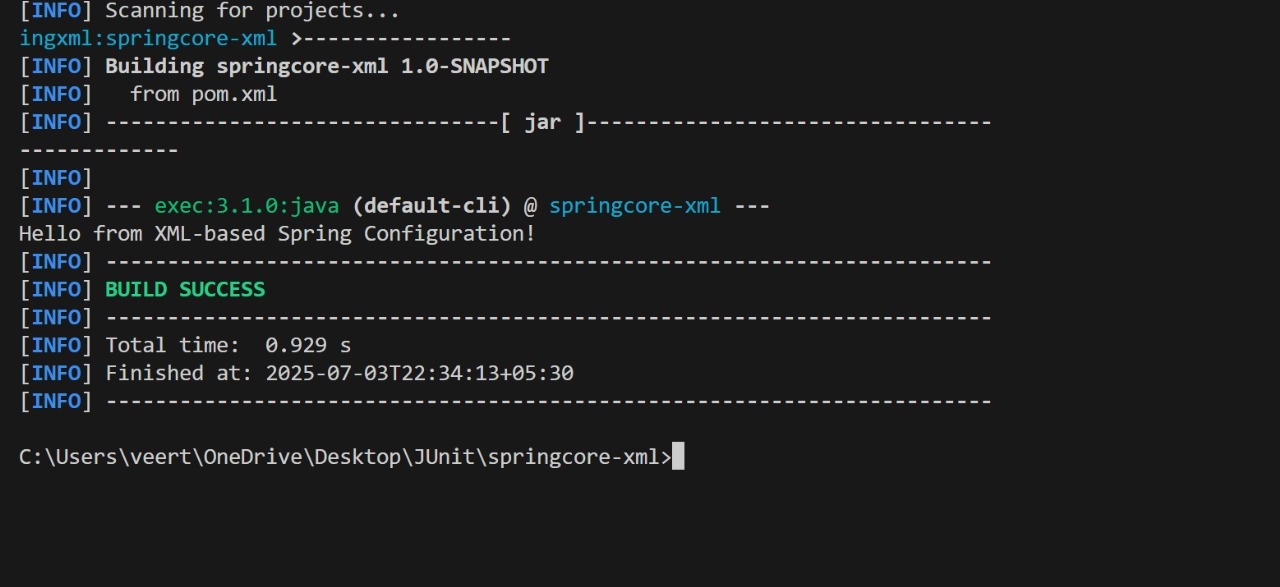 [INFO] Scanning for projects...
ingxml:springcore-xml >-----------------
[INFO] Building springcore-xml 1.0-SNAPSHOT
[INFO]   from pom.xml
[INFO] --------------------------------[ jar ]---------------------------------
-------------
[INFO]
[INFO] --- exec:3.1.0:java (default-cli) @ springcore-xml ---
Hello from XML-based Spring Configuration!
[INFO] ------------------------------------------------------------------------
[INFO] BUILD SUCCESS
[INFO] ------------------------------------------------------------------------
[INFO] Total time:  0.929 s
[INFO] Finished at: 2025-07-03T22:34:13+05:30
[INFO] ------------------------------------------------------------------------
C:\Users\veert\OneDrive\Desktop\JUnit\springcore-xml>